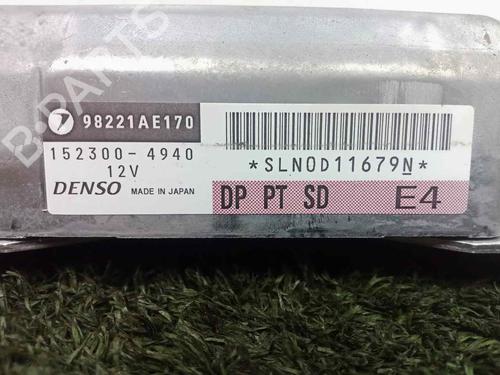 B-PARTS
98221AE170
152300-4940
12V
DENSO MADE IN JAPAN
*SLN0D11679N*
DP PT SD E4